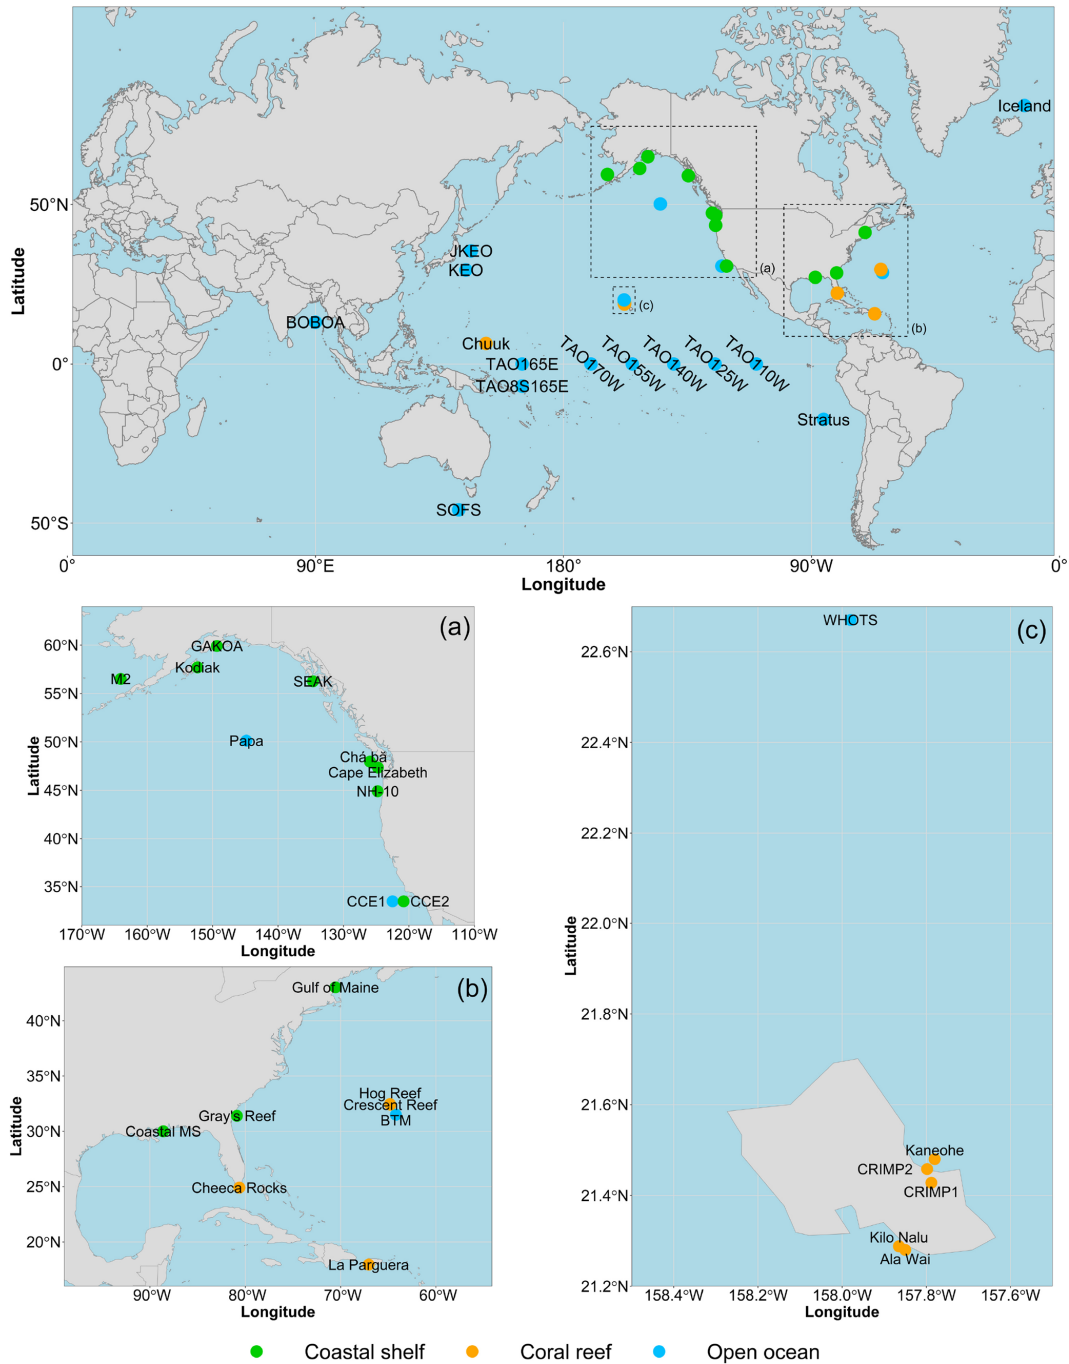 Iceland
50°N
JKEO
KEO
(a)
(c)
BOBOA
(b)
Chuuk
0°
TAO165E
TAO170W
TAO155W
TAO140W
TAO125W
TAO110W
TAO8S165E
Stratus
SOFS
50°S
0°
90°E
180°
90°W
0°
Longitude
Latitude
(a)
60°N
GAKOA
Kodiak
M2
SEAK
55°N
50°N
Papa
Chá bă
Cape Elizabeth
45°N
NH-10
40°N
35°N
CCE1
CCE2
170°W
160°W
150°W
140°W
130°W
120°W
110°W
Longitude
Latitude
(b)
Gulf of Maine
40°N
35°N
Hog Reef
Crescent Reef
BTM
Gray's Reef
30°N
Coastal MS
25°N
Cheeca Rocks
20°N
La Parguera
90°W
80°W
70°W
60°W
Longitude
Latitude
(c)
WHOTS
22.6°N
22.4°N
22.2°N
22.0°N
21.8°N
21.6°N
Kaneohe
CRIMP2
21.4°N
CRIMP1
Kilo Nalu
Ala Wai
21.2°N
158.4°W
158.2°W
158.0°W
157.8°W
157.6°W
Longitude
Latitude
Coastal shelf
Coral reef
Open ocean